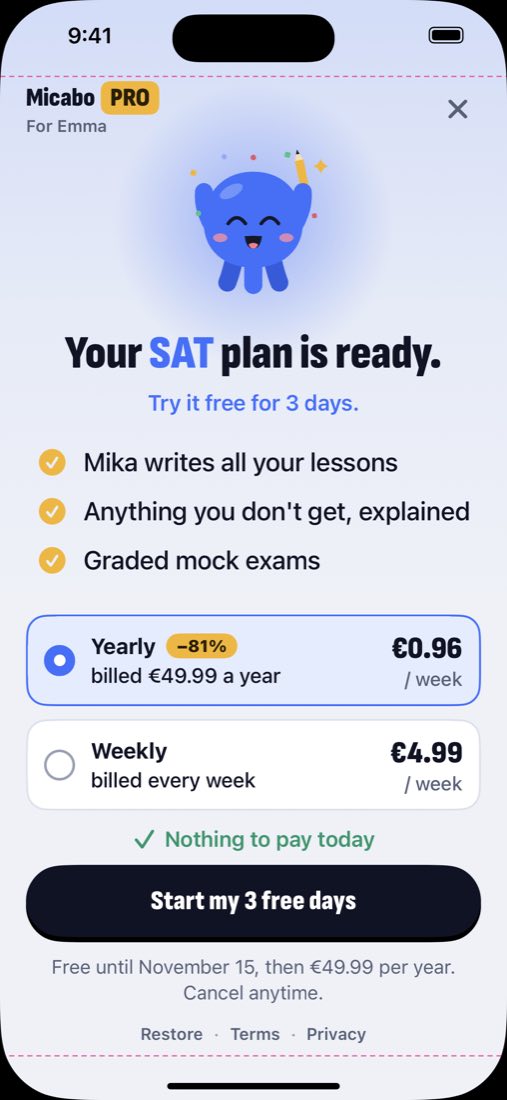 9:41
Micabo PRO
For Emma
Your SAT plan is ready.
Try it free for 3 days.
Mika writes all your lessons
Anything you don't get, explained
Graded mock exams
Yearly −81%
billed €49.99 a year
€0.96
/ week
Weekly
billed every week
€4.99
/ week
Nothing to pay today
Start my 3 free days
Free until November 15, then €49.99 per year.
Cancel anytime.
Restore · Terms · Privacy